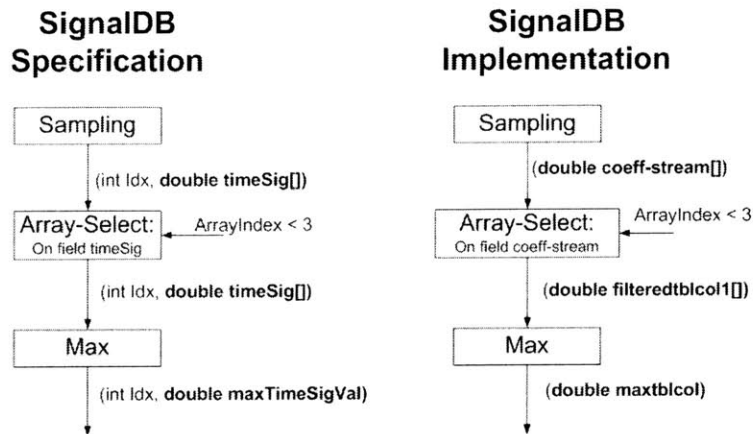 SignalDB
Specification
Sampling
(int Idx, double timeSig[])
Array-Select:
On field timeSig
ArrayIndex < 3
(int Idx, double timeSig[])
Max
(int Idx, double maxTimeSigVal)
SignalDB
Implementation
Sampling
(double coeff-stream[])
Array-Select:
On field coeff-stream
ArrayIndex < 3
(double filteredtblcol1[])
Max
(double maxtblcol)